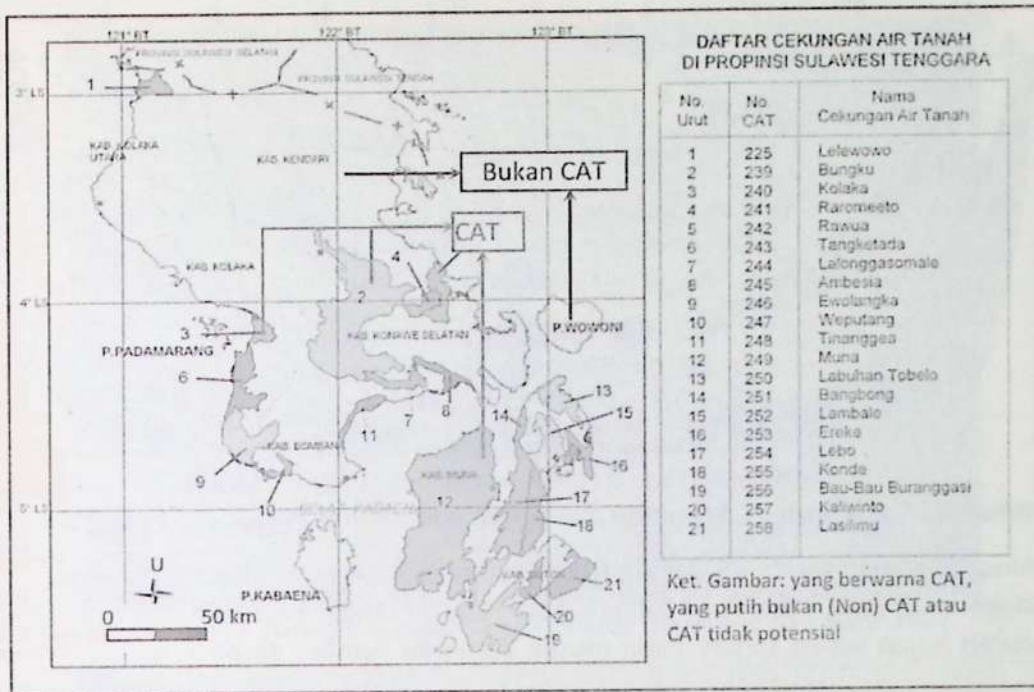 121° BT
122° BT
123° BT
PROVINSI SULAWESI SELATAN
PROVINSI SULAWESI TENGAH
1
3° LS
KAB. KOLAKA
UTARA
KAB. KENDARI
Bukan CAT
CAT
4
KAB. KOLAKA
2
4° LS
KAB. KONAWE SELATAN
P.WOWONI
3
P.PADAMARANG
6
13
8
7
14
15
11
KAB. BOMBANA
9
10
KAB. MUNA
12
16
17
5° LS
18
P.KABAENA
21
20
19
U
0
50 km
DAFTAR CEKUNGAN AIR TANAH
DI PROPINSI SULAWESI TENGGARA
No. Urut No. CAT Nama Cekungan Air Tanah
1 225 Lelewowo
2 239 Bungku
3 240 Kolaka
4 241 Raromeeto
5 242 Rawua
6 243 Tangketada
7 244 Lalonggasomale
8 245 Ambesia
9 246 Ewolangka
10 247 Weputang
11 248 Tinanggea
12 249 Muna
13 250 Labuhan Tobelo
14 251 Bangbong
15 252 Lambale
16 253 Ereke
17 254 Lebo
18 255 Konde
19 256 Bau-Bau Buranggasi
20 257 Kaliwinto
21 258 Lasilimu
Ket. Gambar: yang berwarna CAT,
yang putih bukan (Non) CAT atau
CAT tidak potensial